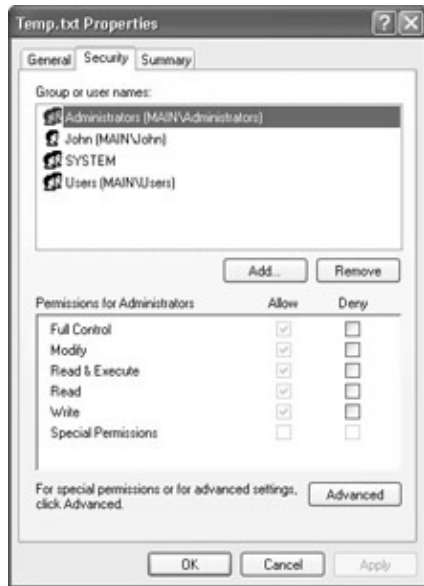 Temp.txt Properties
General Security Summary
Group or user names:
Administrators (MAIN\Administrators)
John (MAIN\John)
SYSTEM
Users (MAIN\Users)
Add... Remove
Permissions for Administrators Allow Deny
Full Control
Modify
Read & Execute
Read
Write
Special Permissions
For special permissions or for advanced settings,
click Advanced.
Advanced
OK Cancel Apply